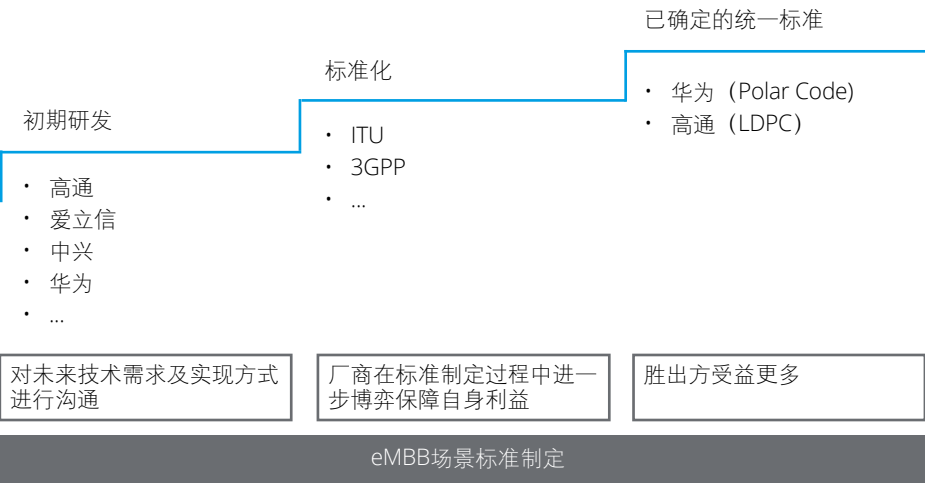 初期研发
• 高通
• 爱立信
• 中兴
• 华为
• ...
对未来技术需求及实现方式
进行沟通
标准化
• ITU
• 3GPP
• ...
厂商在标准制定过程中进一
步博弈保障自身利益
已确定的统一标准
• 华为（Polar Code)
• 高通（LDPC）
胜出方受益更多
eMBB场景标准制定